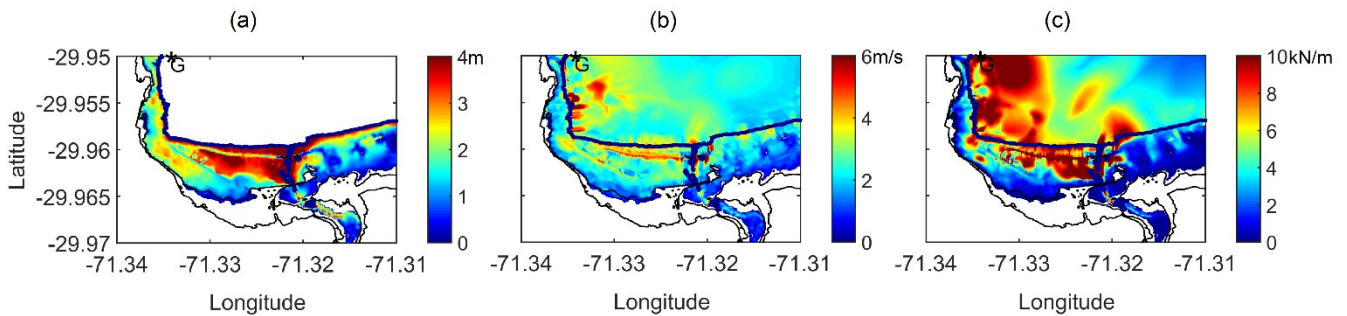 (a) (b) (c)
-29.95 * G 4m * G 6m/s * G 10kN/m
-29.955 3 4 8
-29.96 2 6
-29.965 1 2 4
2
-29.97 0 0 0
-71.34 -71.33 -71.32 -71.31 -71.34 -71.33 -71.32 -71.31 -71.34 -71.33 -71.32 -71.31
Latitude
Longitude Longitude Longitude